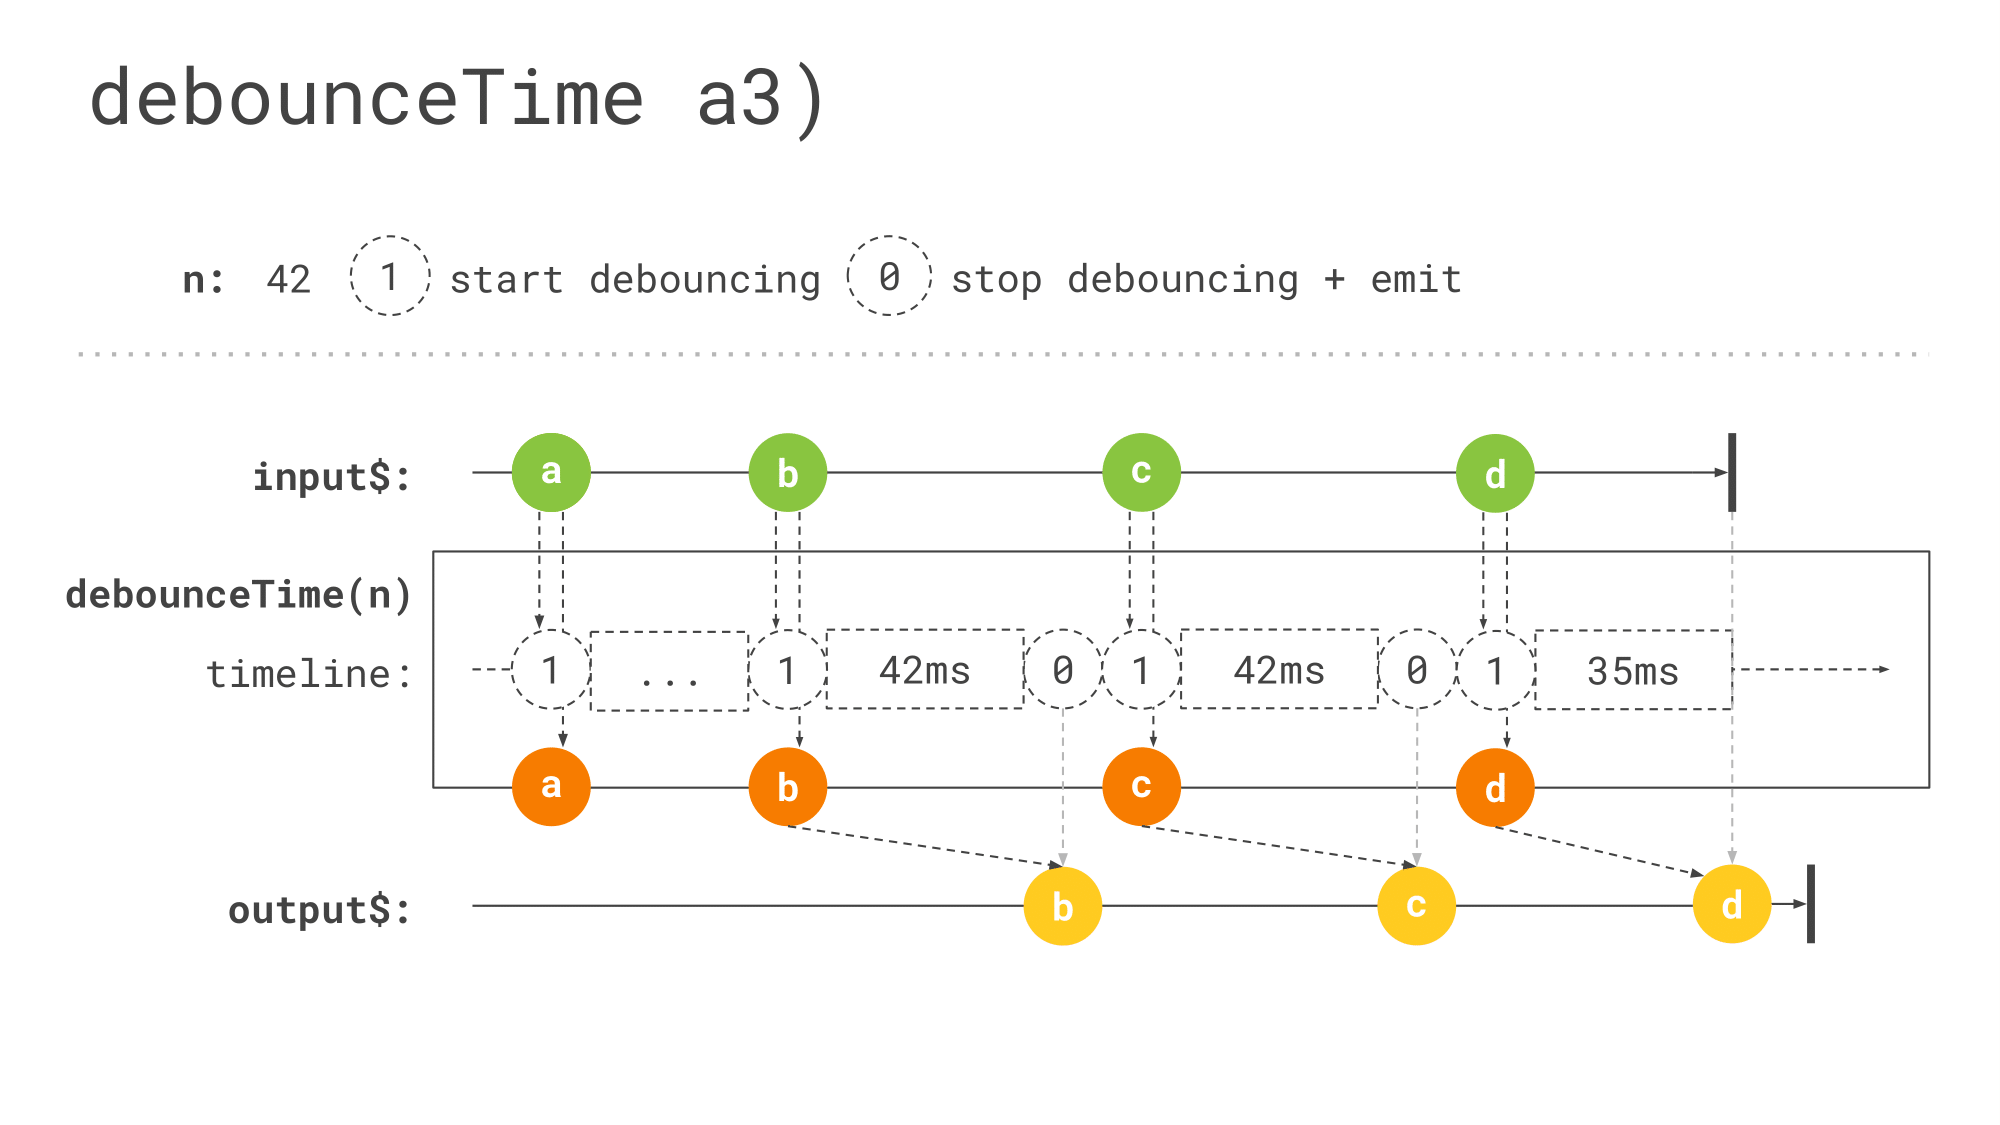 debounceTime a3)
n: 42 1 start debouncing 0 stop debouncing + emit
input$: a b c d
debounceTime(n)
timeline: 1 ... 1 42ms 0 1 42ms 0 1 35ms
a b c d
output$: b c d